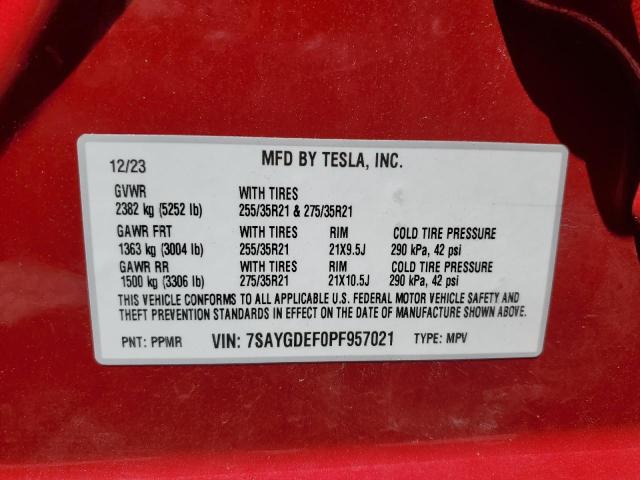 12/23 MFD BY TESLA, INC.
GVWR WITH TIRES
2382 kg (5252 lb) 255/35R21 & 275/35R21
GAWR FRT WITH TIRES RIM COLD TIRE PRESSURE
1363 kg (3004 lb) 255/35R21 21X9.5J 290 kPa, 42 psi
GAWR RR WITH TIRES RIM COLD TIRE PRESSURE
1500 kg (3306 lb) 275/35R21 21X10.5J 290 kPa, 42 psi
THIS VEHICLE CONFORMS TO ALL APPLICABLE U.S. FEDERAL MOTOR VEHICLE SAFETY AND
THEFT PREVENTION STANDARDS IN EFFECT ON THE DATE OF MANUFACTURE SHOWN ABOVE.
PNT: PPMR VIN: 7SAYGDEF0PF957021 TYPE: MPV